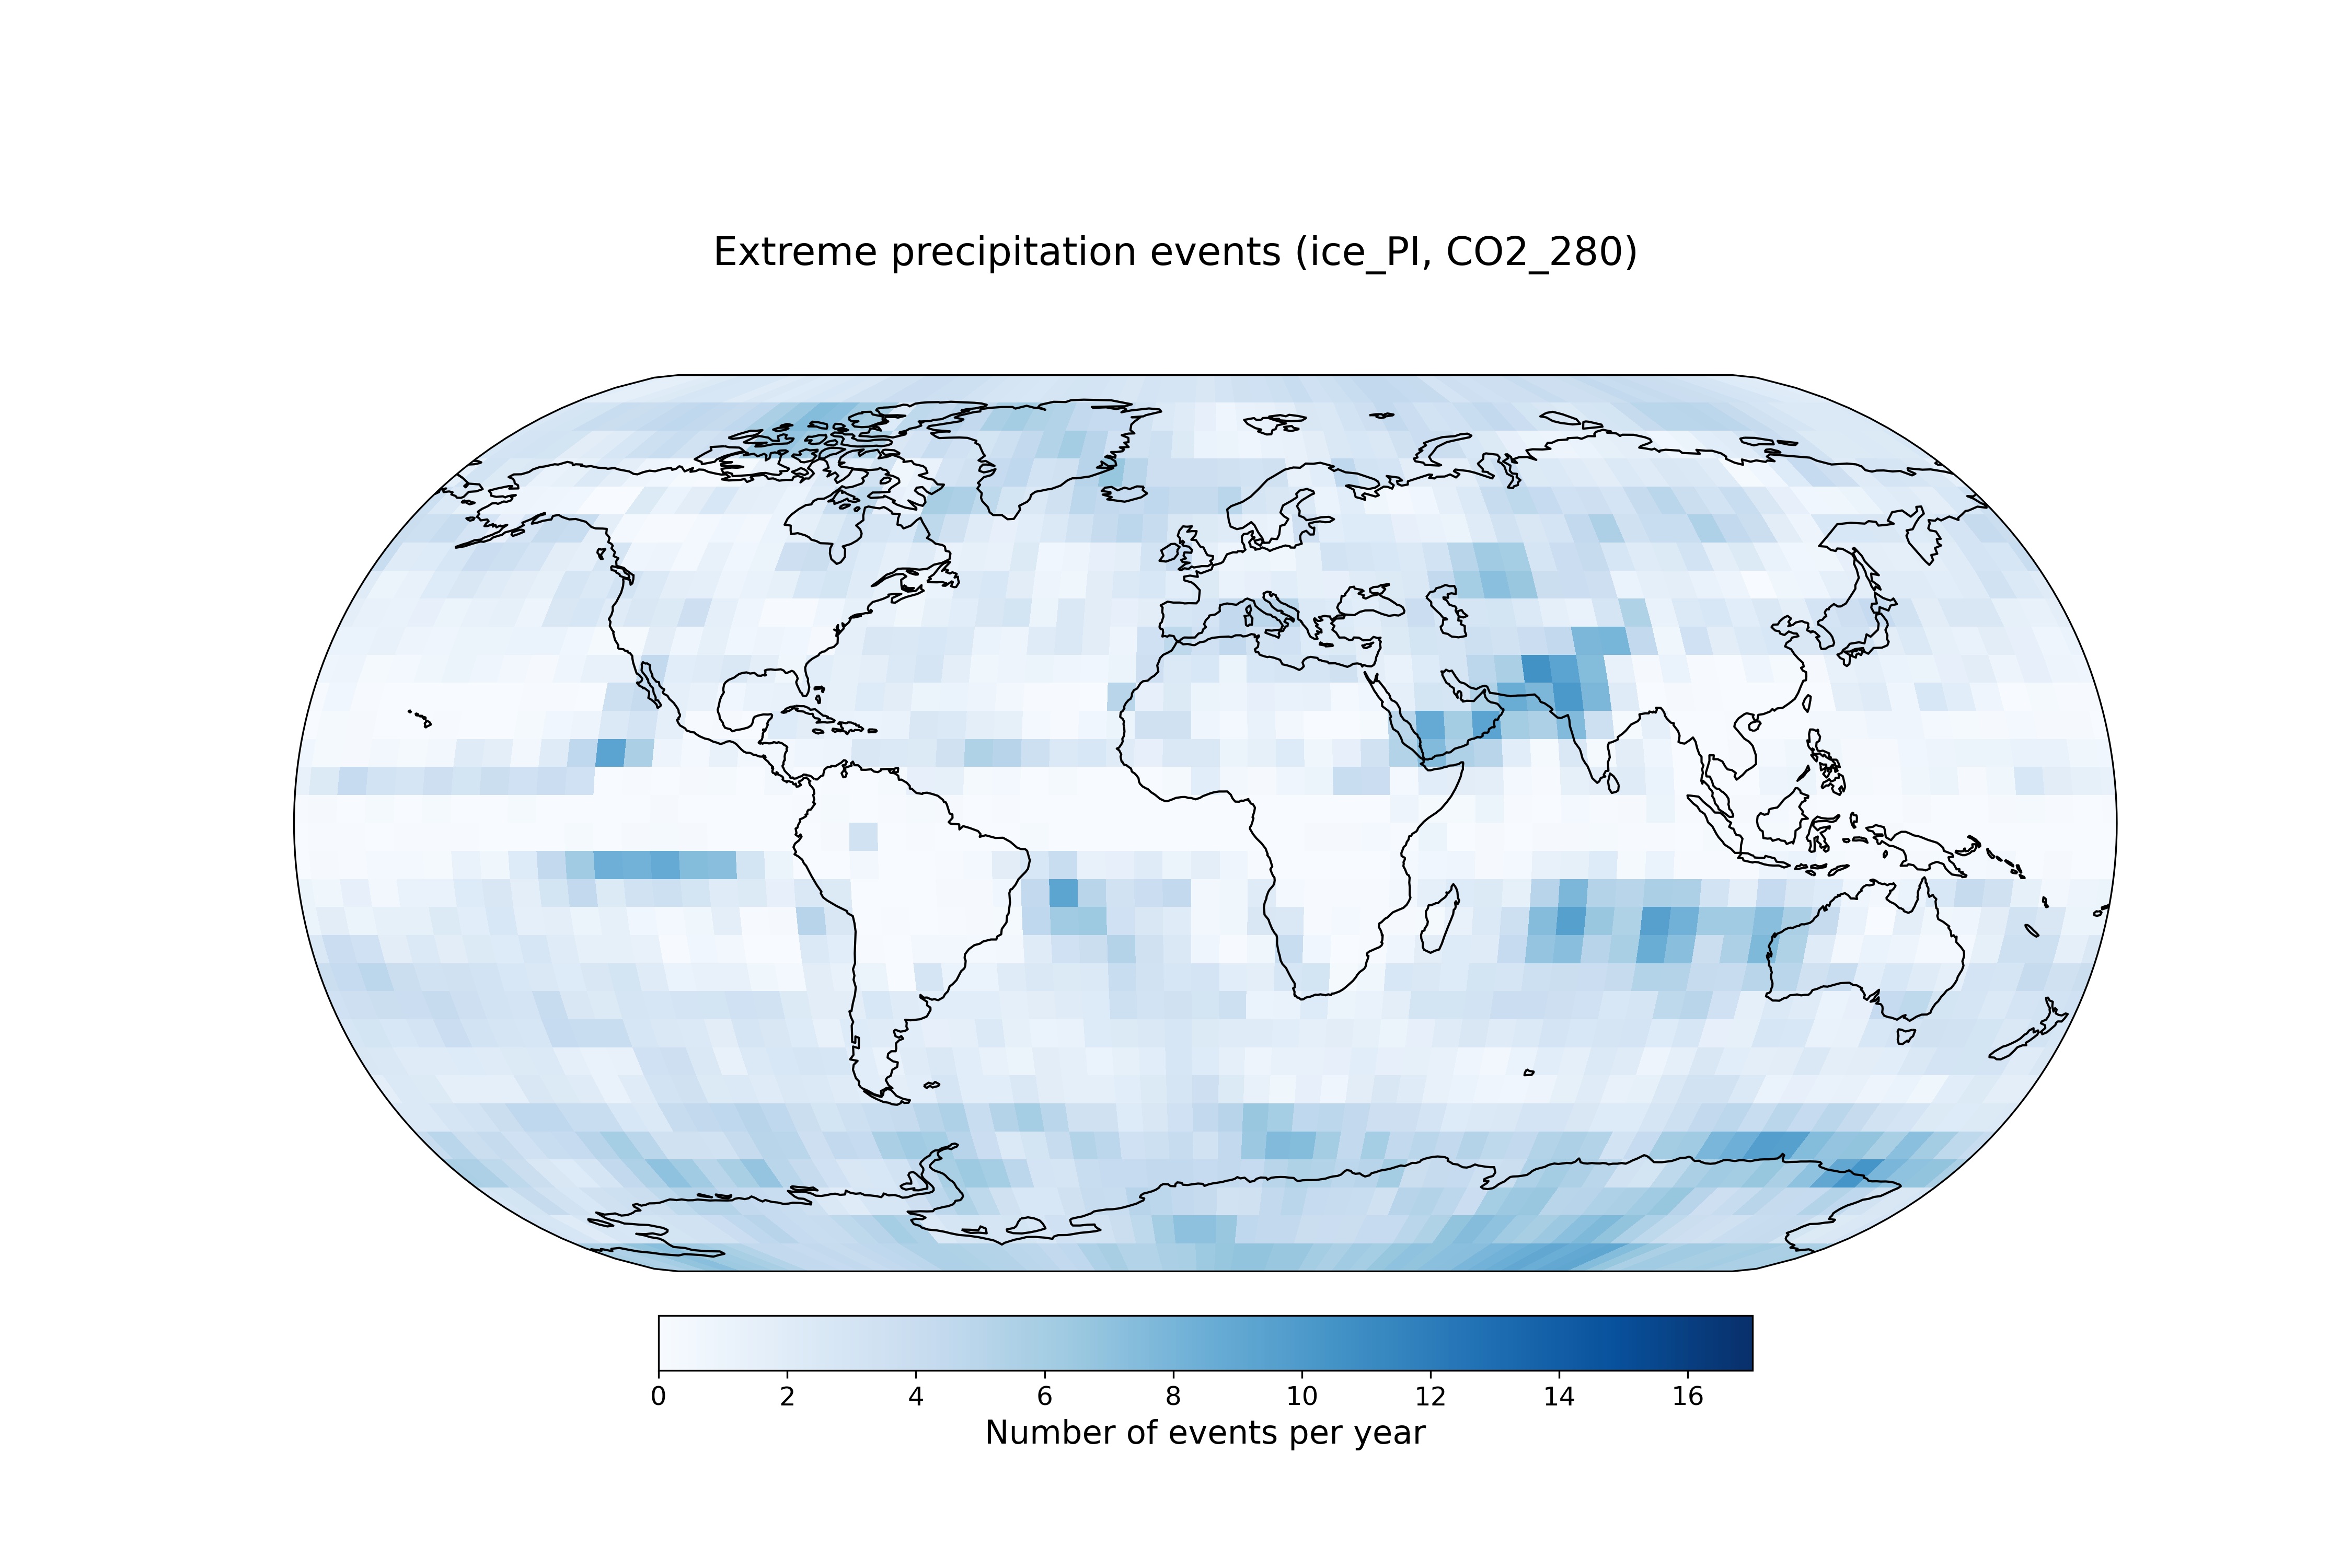 Extreme precipitation events (ice_PI, CO2_280)
0 2 4 6 8 10 12 14 16
Number of events per year